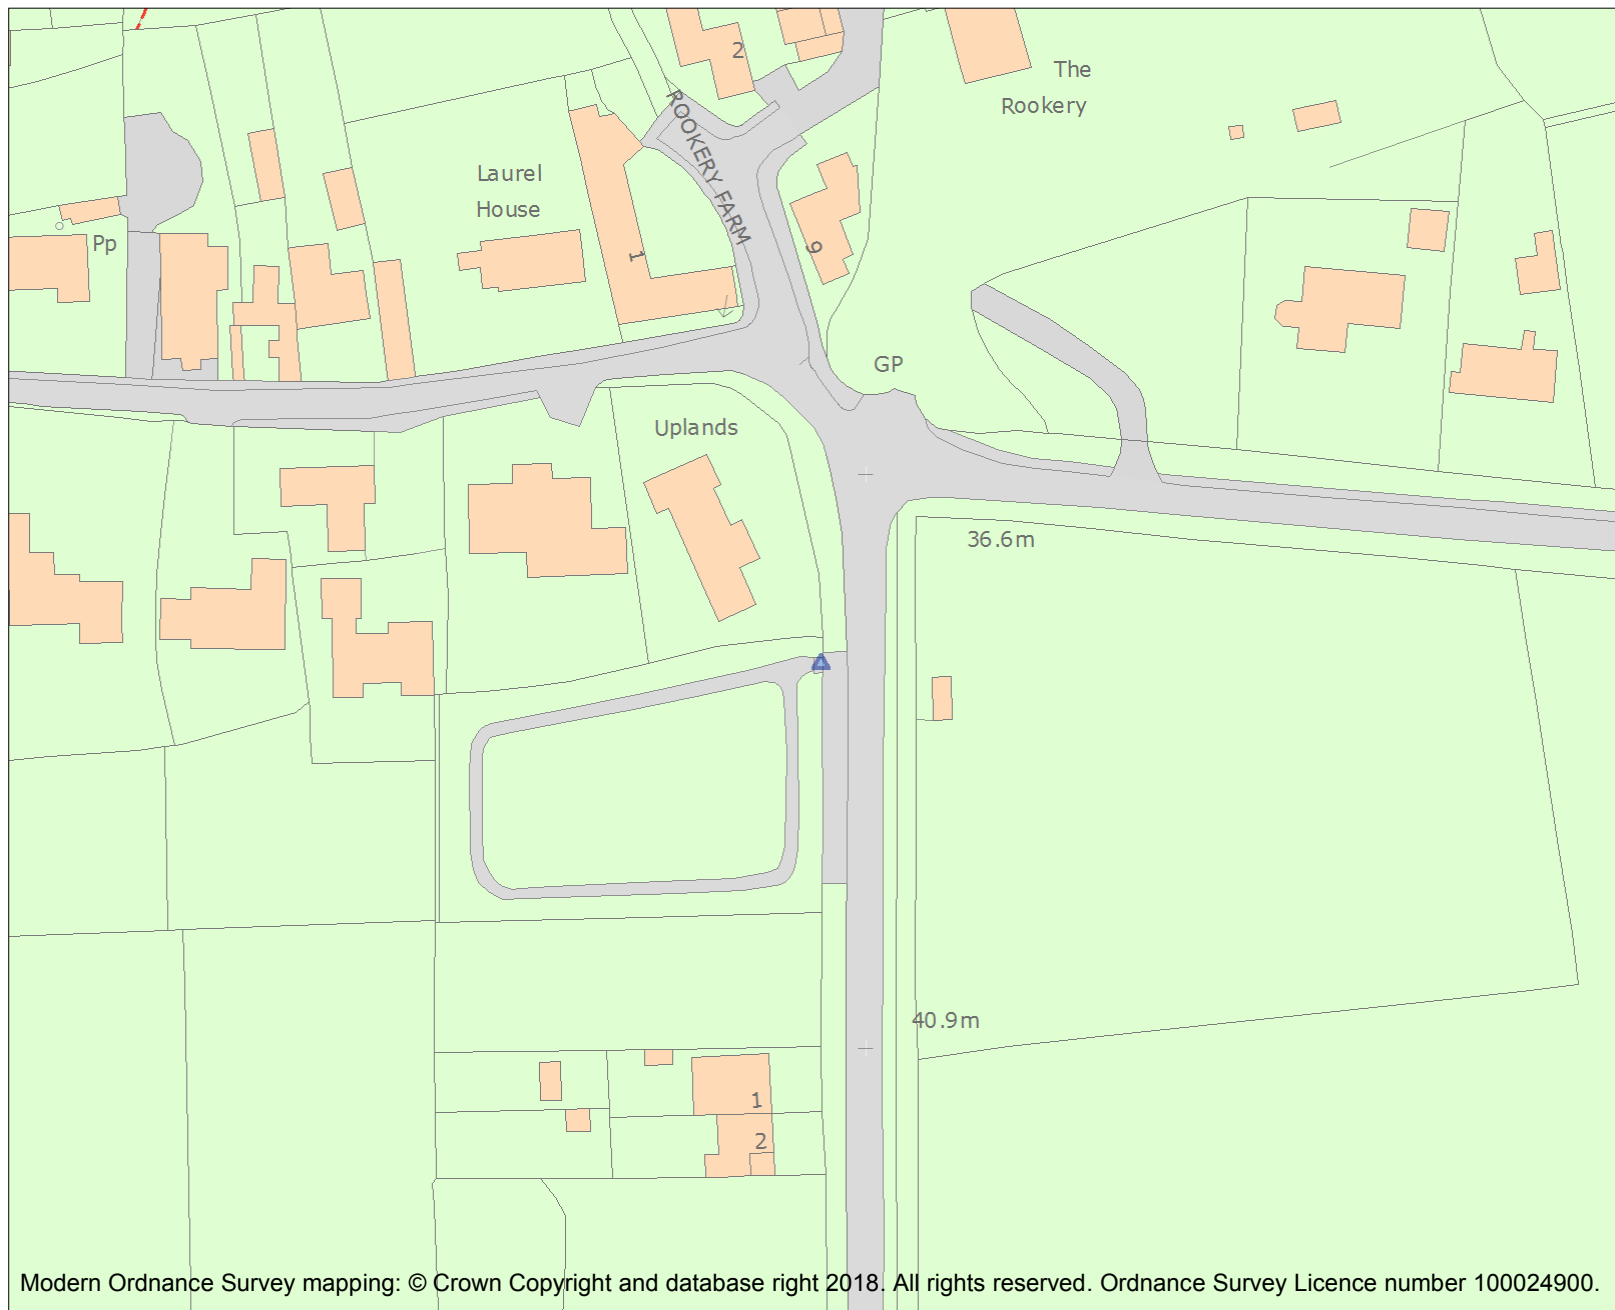 2
The
Rookery
ROOKERY FARM
Laurel
House
Pp
1
9
GP
Uplands
36.6m
40.9m
1
2
Modern Ordnance Survey mapping: © Crown Copyright and database right 2018. All rights reserved. Ordnance Survey Licence number 100024900.